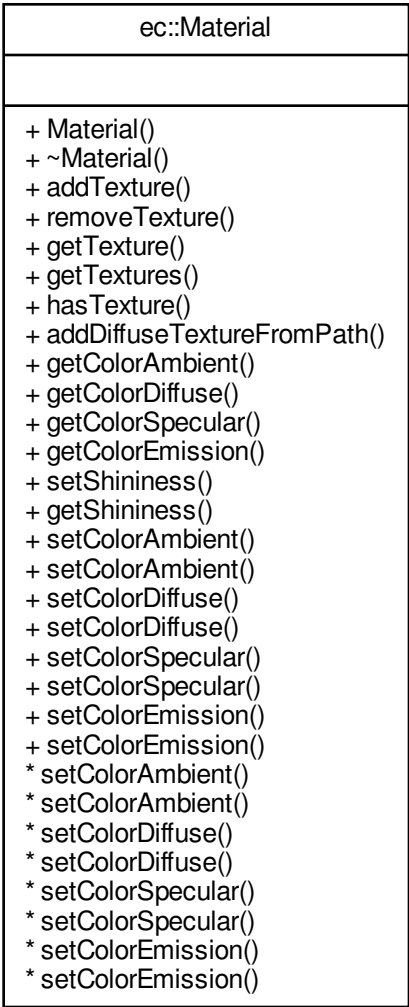 ec::Material
+ Material()
+ ~Material()
+ addTexture()
+ removeTexture()
+ getTexture()
+ getTextures()
+ hasTexture()
+ addDiffuseTextureFromPath()
+ getColorAmbient()
+ getColorDiffuse()
+ getColorSpecular()
+ getColorEmission()
+ setShininess()
+ getShininess()
+ setColorAmbient()
+ setColorAmbient()
+ setColorDiffuse()
+ setColorDiffuse()
+ setColorSpecular()
+ setColorSpecular()
+ setColorEmission()
+ setColorEmission()
* setColorAmbient()
* setColorAmbient()
* setColorDiffuse()
* setColorDiffuse()
* setColorSpecular()
* setColorSpecular()
* setColorEmission()
* setColorEmission()